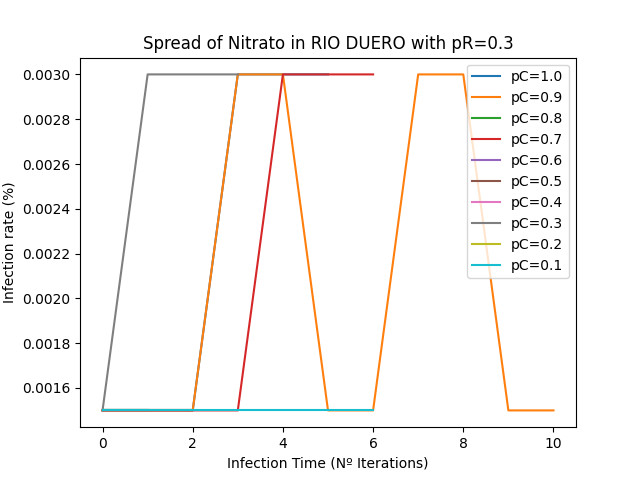 Spread of Nitrato in RIO DUERO with pR=0.3
Infection rate (%)
0.0030
0.0028
0.0026
0.0024
0.0022
0.0020
0.0018
0.0016
pC=1.0
pC=0.9
pC=0.8
pC=0.7
pC=0.6
pC=0.5
pC=0.4
pC=0.3
pC=0.2
pC=0.1
0 2 4 6 8 10
Infection Time (Nº Iterations)